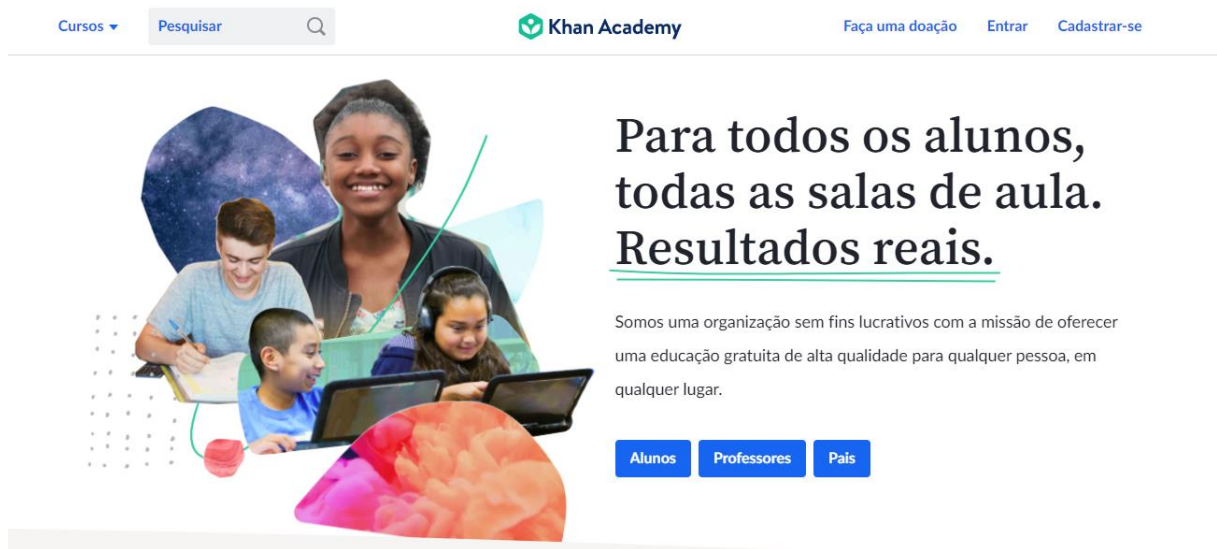 Cursos
Pesquisar
Khan Academy
Faça uma doação
Entrar
Cadastrar-se
Para todos os alunos,
todas as salas de aula.
Resultados reais.
Somos uma organização sem fins lucrativos com a missão de oferecer
uma educação gratuita de alta qualidade para qualquer pessoa, em
qualquer lugar.
Alunos
Professores
Pais